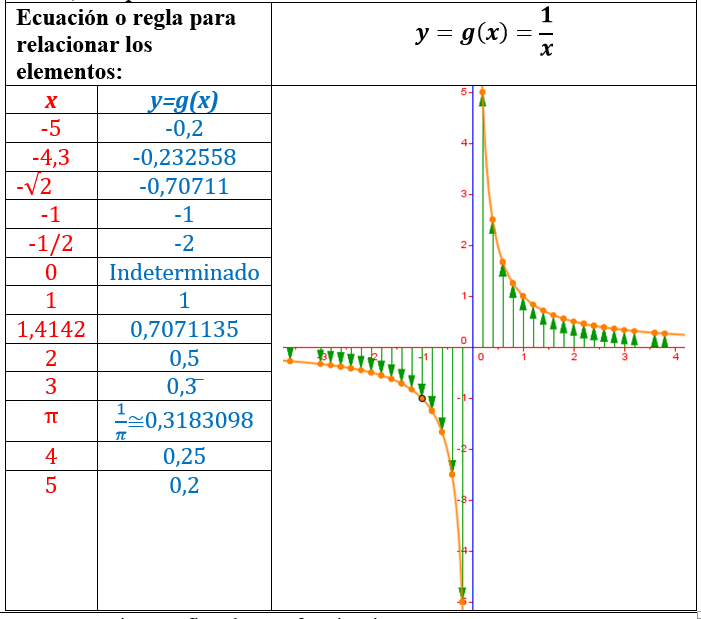 Ecuación o regla para
relacionar los
elementos:
y = g(x) = 1/x
x y=g(x)
-5 -0,2
-4,3 -0,232558
-√2 -0,70711
-1 -1
-1/2 -2
0 Indeterminado
1 1
1,4142 0,7071135
2 0,5
3 0,3̅
π 1/π≅0,3183098
4 0,25
5 0,2
5
4
3
2
1
0
-3 -2 -1 0 1 2 3 4
-1
-2
-3
-4